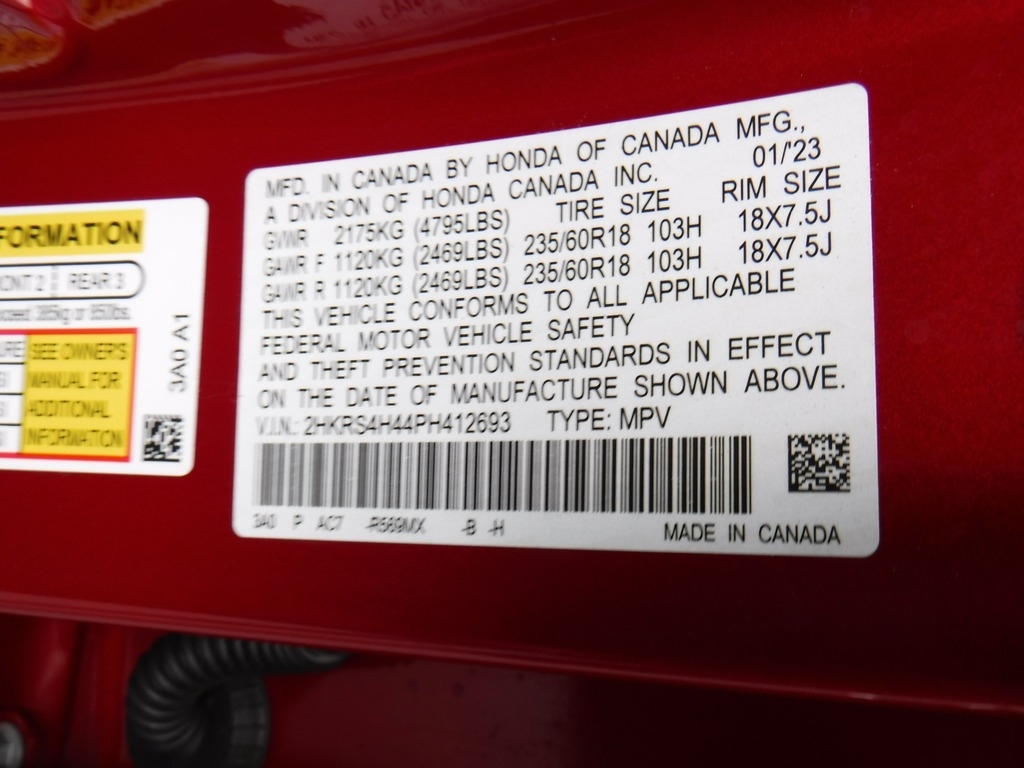 FORMATION
REAR 3
SEE OWNER'S
MANUAL FOR
ADDITIONAL
INFORMATION
3A0 A1
MFD. IN CANADA BY HONDA OF CANADA MFG.,
A DIVISION OF HONDA CANADA INC. 01/'23
GVWR 2175KG (4795LBS) TIRE SIZE RIM SIZE
GAWR F 1120KG (2469LBS) 235/60R18 103H 18X7.5J
GAWR R 1120KG (2469LBS) 235/60R18 103H 18X7.5J
THIS VEHICLE CONFORMS TO ALL APPLICABLE
FEDERAL MOTOR VEHICLE SAFETY
AND THEFT PREVENTION STANDARDS IN EFFECT
ON THE DATE OF MANUFACTURE SHOWN ABOVE.
V.I.N.: 2HKRS4H44PH412693 TYPE: MPV
3A0 P AC7 -R569MX -B -H MADE IN CANADA